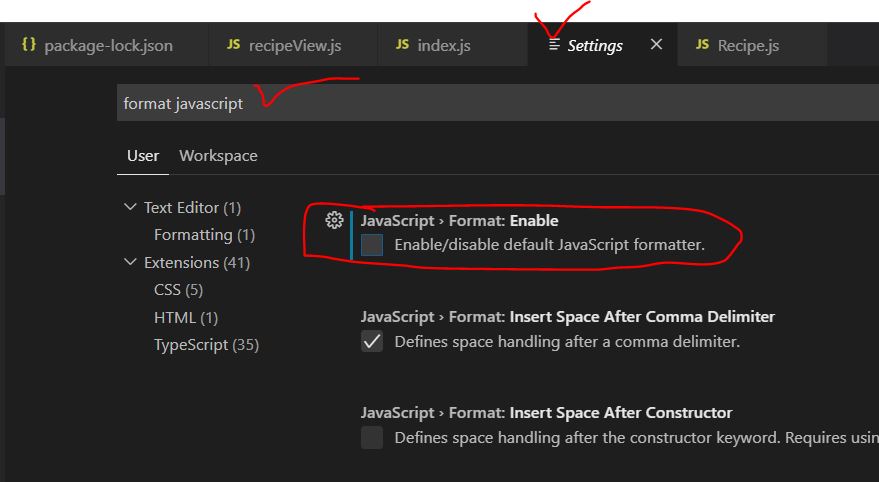 {} package-lock.json JS recipeView.js JS index.js Settings JS Recipe.js
format javascript
User Workspace
Text Editor (1)
Formatting (1)
Extensions (41)
CSS (5)
HTML (1)
TypeScript (35)
JavaScript › Format: Enable
Enable/disable default JavaScript formatter.
JavaScript › Format: Insert Space After Comma Delimiter
Defines space handling after a comma delimiter.
JavaScript › Format: Insert Space After Constructor
Defines space handling after the constructor keyword. Requires usin